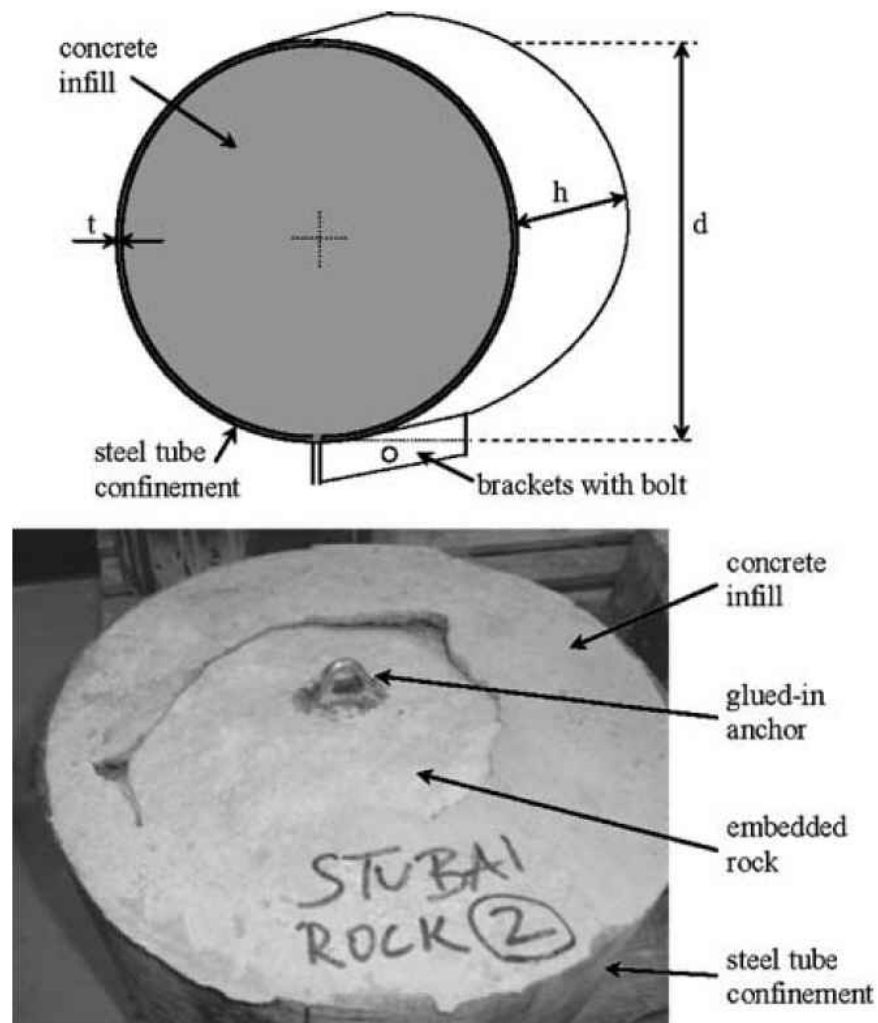 concrete
infill
t
h
d
steel tube
confinement
brackets with bolt
concrete
infill
glued-in
anchor
embedded
rock
steel tube
confinement
STUBAI
ROCK 2